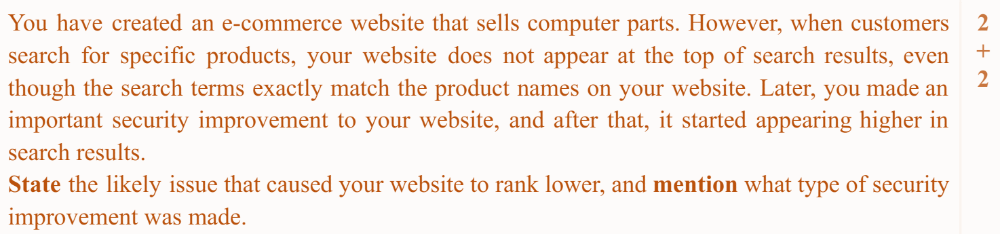 You have created an e-commerce website that sells computer parts. However, when customers
search for specific products, your website does not appear at the top of search results, even
though the search terms exactly match the product names on your website. Later, you made an
important security improvement to your website, and after that, it started appearing higher in
search results.
State the likely issue that caused your website to rank lower, and mention what type of security
improvement was made.
2
+
2